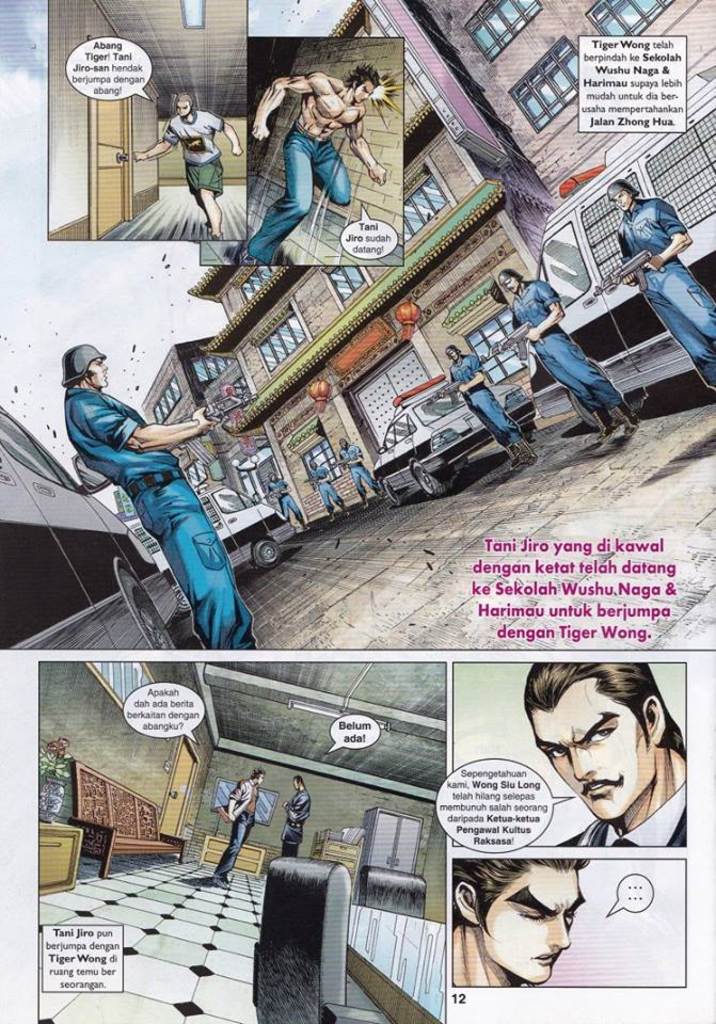 Abang
Tiger! Tani
Jiro-san hendak
berjumpa dengan
abang!
Tani
Jiro sudah
datang!
Tiger Wong telah
berpindah ke Sekolah
Wushu Naga &
Harimau supaya lebih
mudah untuk dia ber-
usaha mempertahankan
Jalan Zhong Hua.
Tani Jiro yang di kawal
dengan ketat telah datang
ke Sekolah Wushu Naga &
Harimau untuk berjumpa
dengan Tiger Wong.
Apakah
dah ada berita
berkaitan dengan
abangku?
Belum
ada!
Tani Jiro pun
berjumpa dengan
Tiger Wong di
ruang temu ber
seorangan.
Sepengetahuan
kami, Wong Siu Long
telah hilang selepas
membunuh salah seorang
daripada Ketua-ketua
Pengawal Kultus
Raksasa!
...
...
12